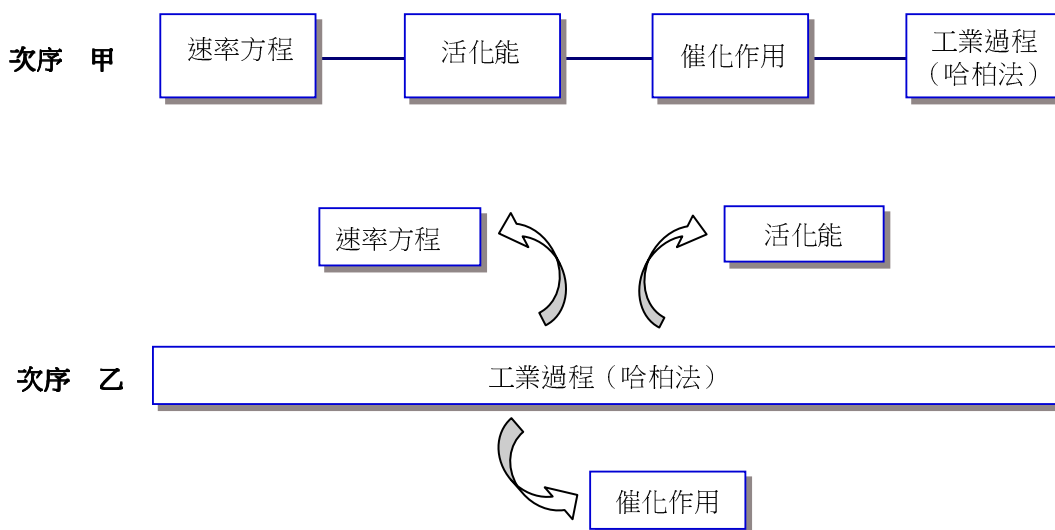 次序 甲
速率方程
活化能
催化作用
工業過程
（哈柏法）
速率方程
活化能
次序 乙
工業過程（哈柏法）
催化作用